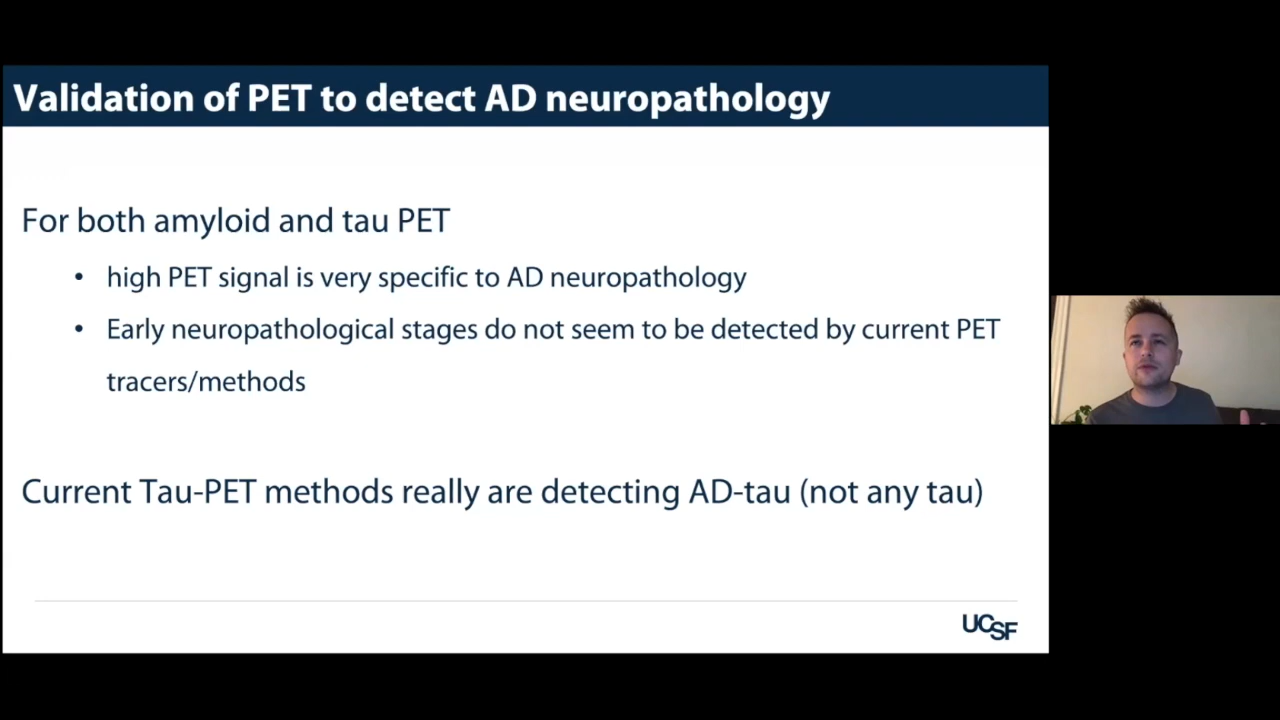 Validation of PET to detect AD neuropathology
For both amyloid and tau PET
• high PET signal is very specific to AD neuropathology
• Early neuropathological stages do not seem to be detected by current PET
tracers/methods
Current Tau-PET methods really are detecting AD-tau (not any tau)
UCSF